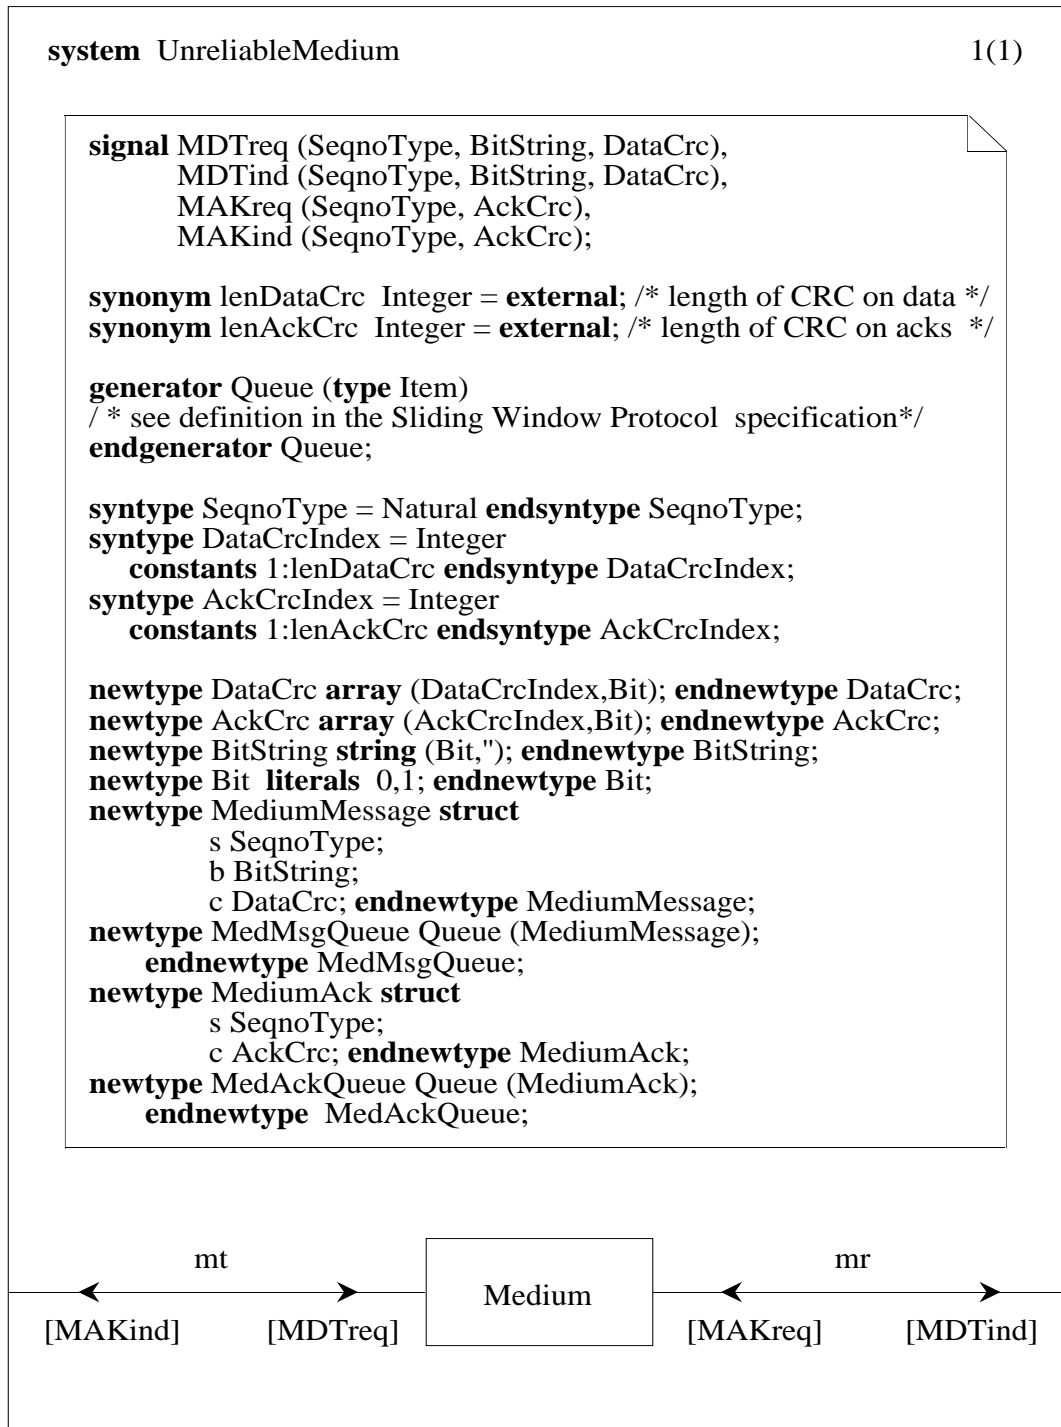 system UnreliableMedium 1(1)
signal MDTreq (SeqnoType, BitString, DataCrc),
MDTind (SeqnoType, BitString, DataCrc),
MAKreq (SeqnoType, AckCrc),
MAKind (SeqnoType, AckCrc);
synonym lenDataCrc Integer = external; /* length of CRC on data */
synonym lenAckCrc Integer = external; /* length of CRC on acks */
generator Queue (type Item)
/ * see definition in the Sliding Window Protocol specification*/
endgenerator Queue;
syntype SeqnoType = Natural endsyntype SeqnoType;
syntype DataCrcIndex = Integer
constants 1:lenDataCrc endsyntype DataCrcIndex;
syntype AckCrcIndex = Integer
constants 1:lenAckCrc endsyntype AckCrcIndex;
newtype DataCrc array (DataCrcIndex,Bit); endnewtype DataCrc;
newtype AckCrc array (AckCrcIndex,Bit); endnewtype AckCrc;
newtype BitString string (Bit,''); endnewtype BitString;
newtype Bit literals 0,1; endnewtype Bit;
newtype MediumMessage struct
s SeqnoType;
b BitString;
c DataCrc; endnewtype MediumMessage;
newtype MedMsgQueue Queue (MediumMessage);
endnewtype MedMsgQueue;
newtype MediumAck struct
s SeqnoType;
c AckCrc; endnewtype MediumAck;
newtype MedAckQueue Queue (MediumAck);
endnewtype MedAckQueue;
mt mr
Medium
[MAKind] [MDTreq] [MAKreq] [MDTind]